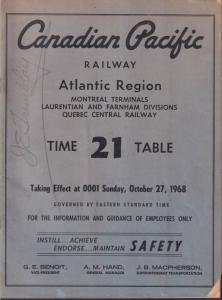 Canadian Pacific
RAILWAY
Atlantic Region
MONTREAL TERMINALS
LAURENTIAN AND FARNHAM DIVISIONS
QUEBEC CENTRAL RAILWAY
TIME 21 TABLE
Taking Effect at 0001 Sunday, October 27, 1968
GOVERNED BY EASTERN STANDARD TIME
FOR THE INFORMATION AND GUIDANCE OF EMPLOYEES ONLY
INSTILL...ACHIEVE
ENDORSE...MAINTAIN SAFETY
G. E. BENOIT, A. M. HAND, J. B. MACPHERSON,
VICE-PRESIDENT GENERAL MANAGER SUPERINTENDENT TRANSPORTATION